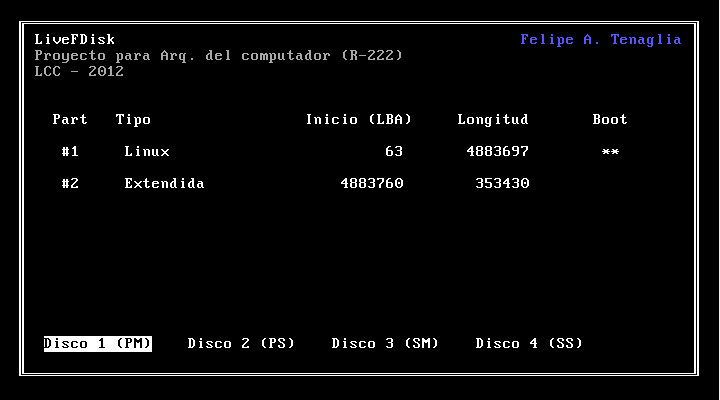 LiveFDisk Felipe A. Tenaglia
Proyecto para Arq. del computador (R-222)
LCC - 2012
Part Tipo Inicio (LBA) Longitud Boot
#1 Linux 63 4883697 **
#2 Extendida 4883760 353430
Disco 1 (PM) Disco 2 (PS) Disco 3 (SM) Disco 4 (SS)